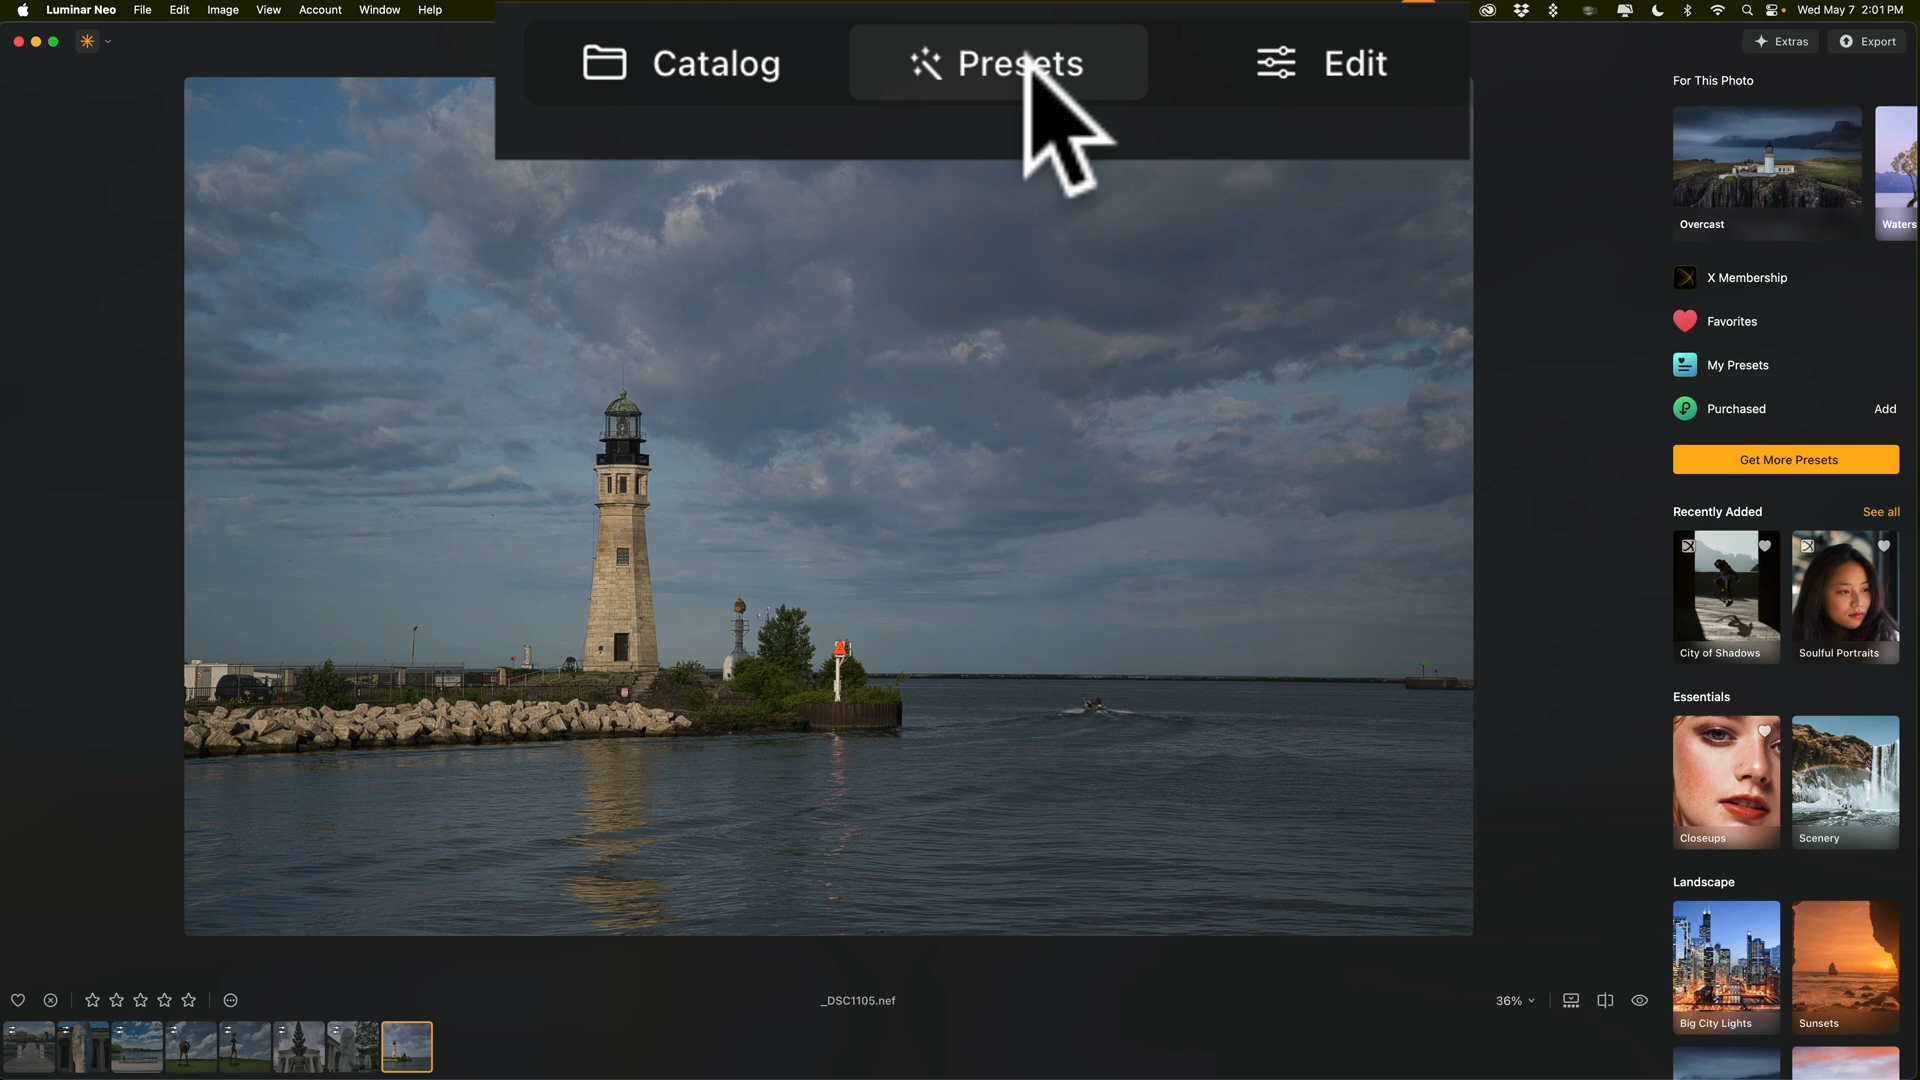 Luminar Neo File Edit Image View Account Window Help
Wed May 7 2:01 PM
Catalog Presets Edit
Extras Export
For This Photo
Overcast
Waters
X Membership
Favorites
My Presets
Purchased Add
Get More Presets
Recently Added See all
City of Shadows
Soulful Portraits
Essentials
Closeups
Scenery
Landscape
Big City Lights
Sunsets
_DSC1105.nef
36%